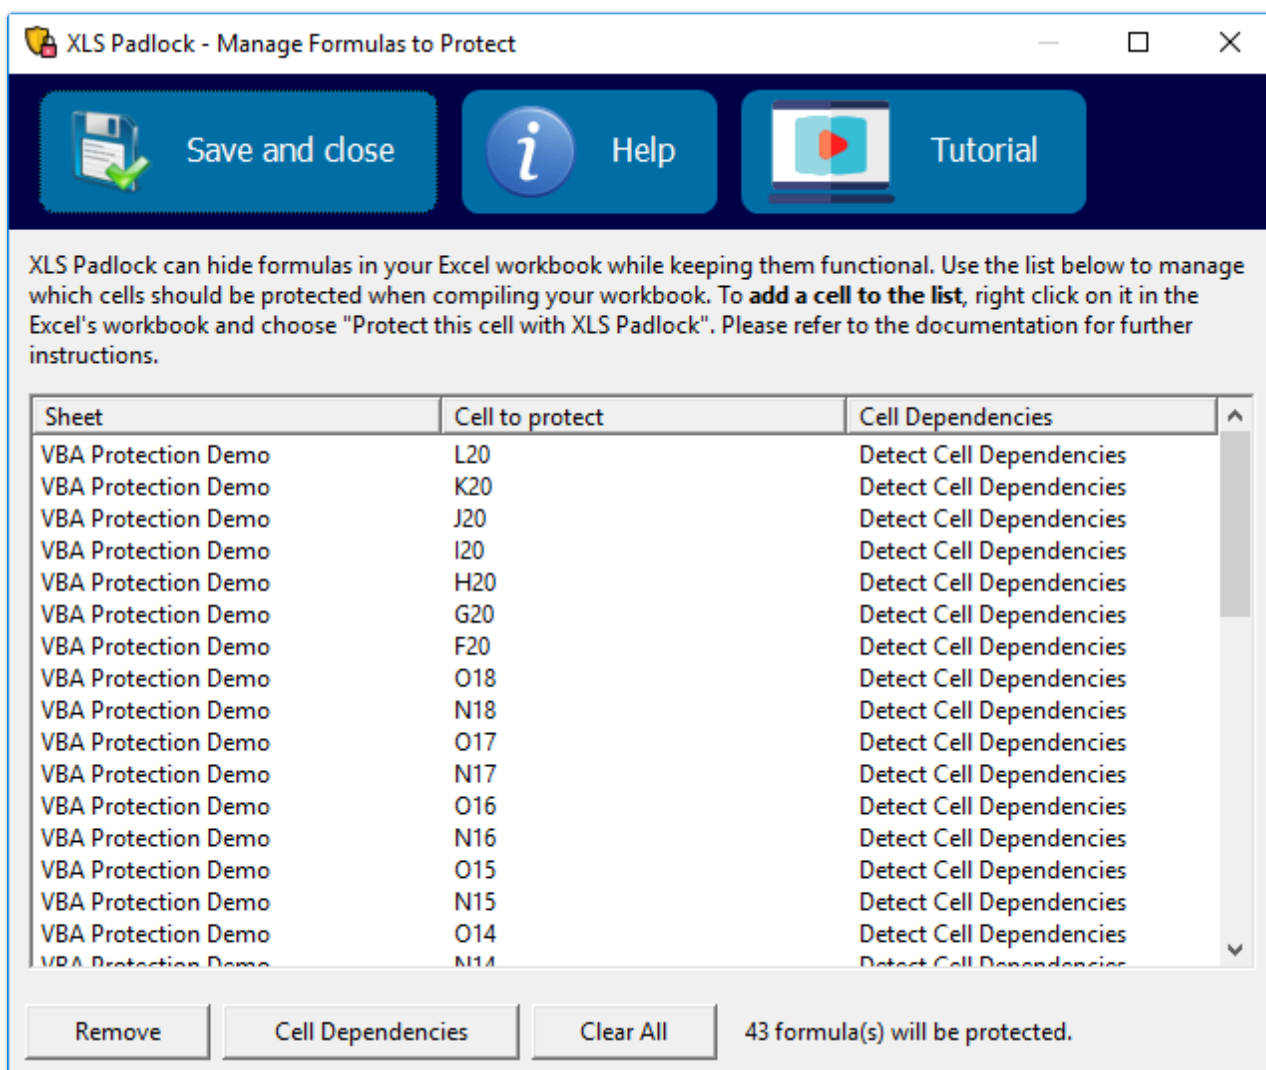 XLS Padlock - Manage Formulas to Protect
Save and close Help Tutorial
XLS Padlock can hide formulas in your Excel workbook while keeping them functional. Use the list below to manage
which cells should be protected when compiling your workbook. To add a cell to the list, right click on it in the
Excel's workbook and choose "Protect this cell with XLS Padlock". Please refer to the documentation for further
instructions.
Sheet Cell to protect Cell Dependencies
VBA Protection Demo L20 Detect Cell Dependencies
VBA Protection Demo K20 Detect Cell Dependencies
VBA Protection Demo J20 Detect Cell Dependencies
VBA Protection Demo I20 Detect Cell Dependencies
VBA Protection Demo H20 Detect Cell Dependencies
VBA Protection Demo G20 Detect Cell Dependencies
VBA Protection Demo F20 Detect Cell Dependencies
VBA Protection Demo O18 Detect Cell Dependencies
VBA Protection Demo N18 Detect Cell Dependencies
VBA Protection Demo O17 Detect Cell Dependencies
VBA Protection Demo N17 Detect Cell Dependencies
VBA Protection Demo O16 Detect Cell Dependencies
VBA Protection Demo N16 Detect Cell Dependencies
VBA Protection Demo O15 Detect Cell Dependencies
VBA Protection Demo N15 Detect Cell Dependencies
VBA Protection Demo O14 Detect Cell Dependencies
VBA Protection Demo N14 Detect Cell Dependencies
Remove Cell Dependencies Clear All 43 formula(s) will be protected.